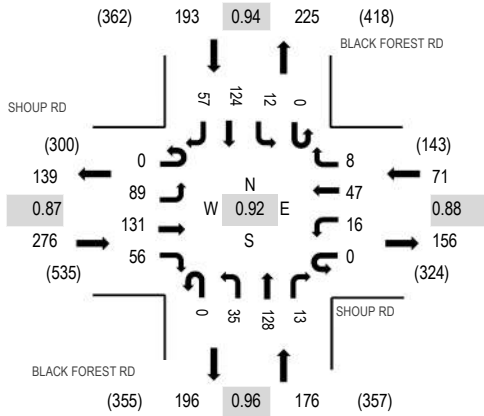 (362) 193 0.94 225 (418)
BLACK FOREST RD
57 124 12 0
SHOUP RD
(300) (143)
139 0 8 71
0.87 89 47 0.88
N
W 0.92 E
S
276 131 16 156
56 0
(535) (324)
0 35 128 13
SHOUP RD
BLACK FOREST RD
(355) 196 0.96 176 (357)